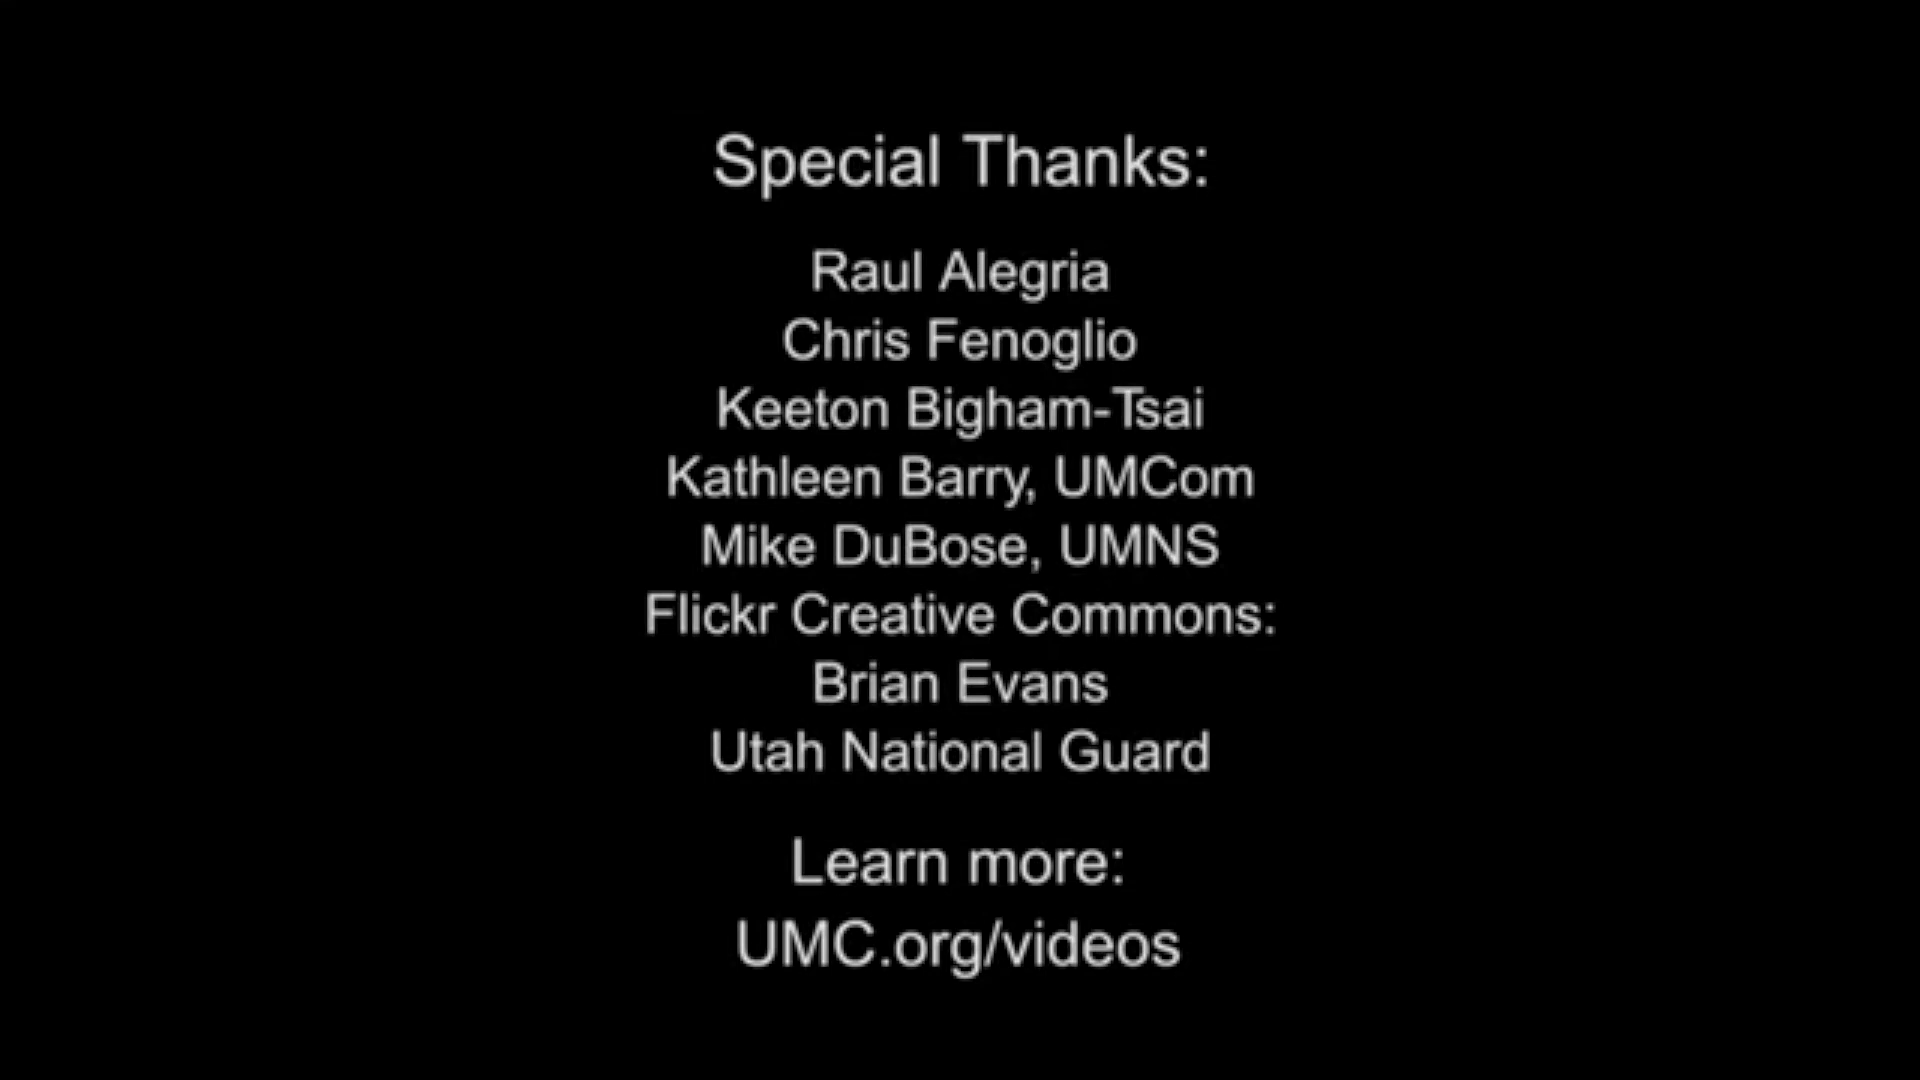 Special Thanks:
Raul Alegria
Chris Fenoglio
Keeton Bigham-Tsai
Kathleen Barry, UMCom
Mike DuBose, UMNS
Flickr Creative Commons:
Brian Evans
Utah National Guard
Learn more:
UMC.org/videos